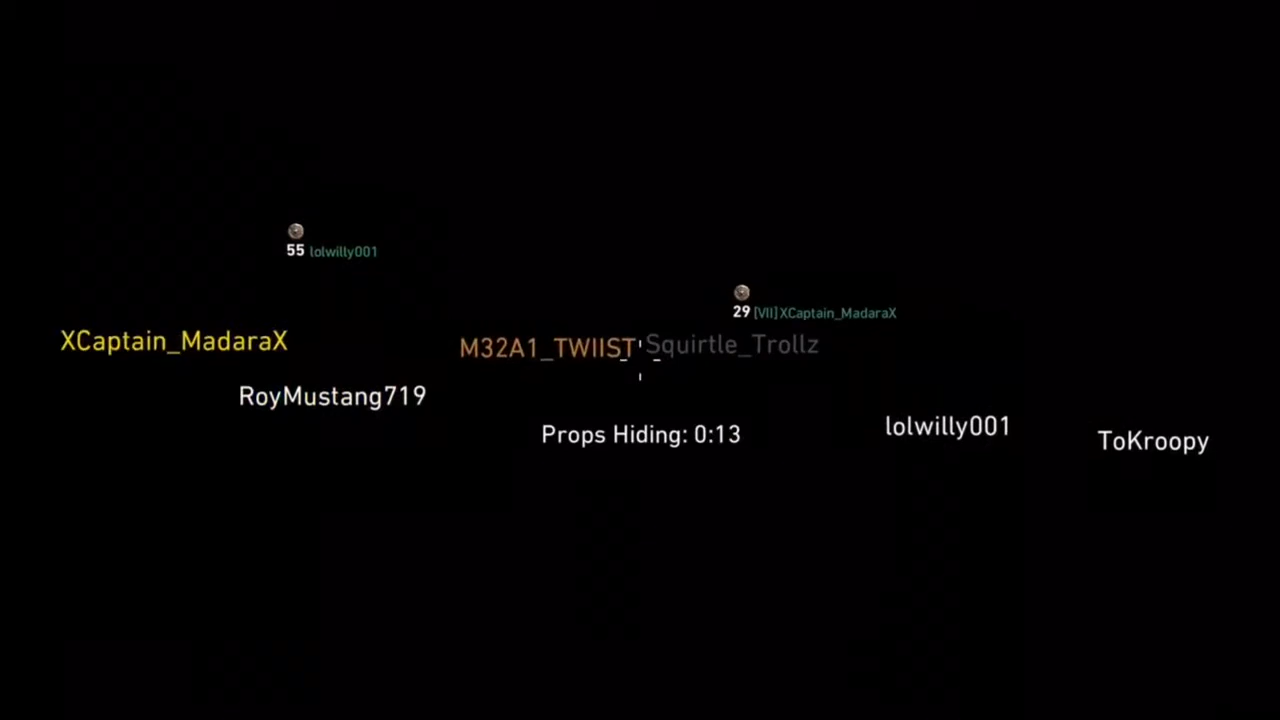 55 lolwilly001
29 [VII]XCaptain_MadaraX
XCaptain_MadaraX
M32A1_TWIIST
Squirtle_Trollz
RoyMustang719
lolwilly001
Props Hiding: 0:13
ToKroopy